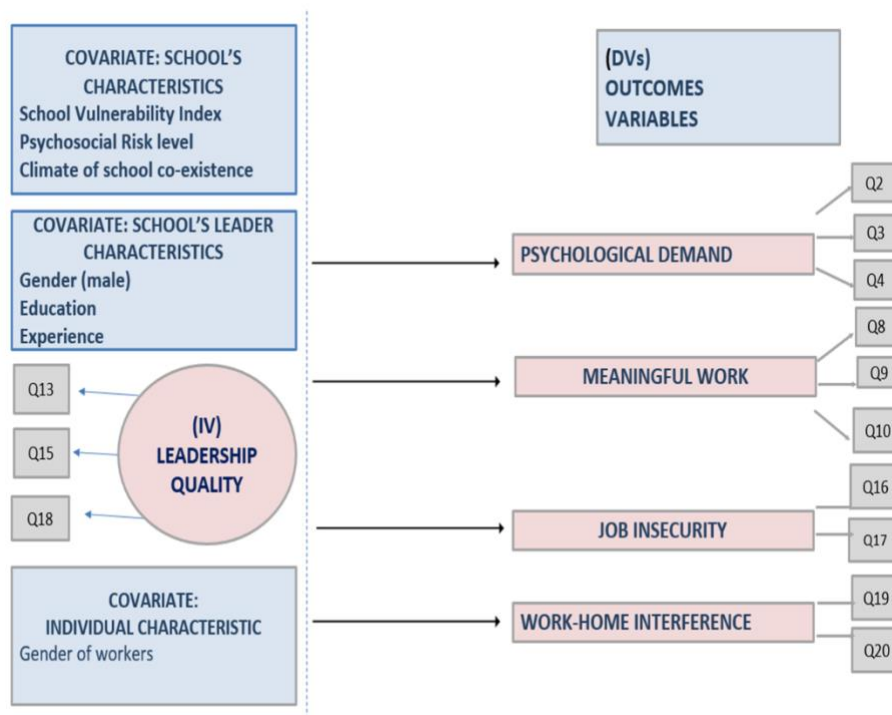 COVARIATE: SCHOOL'S
CHARACTERISTICS
School Vulnerability Index
Psychosocial Risk level
Climate of school co-existence
COVARIATE: SCHOOL'S LEADER
CHARACTERISTICS
Gender (male)
Education
Experience
Q13
Q15
Q18
(IV)
LEADERSHIP
QUALITY
COVARIATE:
INDIVIDUAL CHARACTERISTIC
Gender of workers
(DVs)
OUTCOMES
VARIABLES
PSYCHOLOGICAL DEMAND
Q2
Q3
Q4
MEANINGFUL WORK
Q8
Q9
Q10
JOB INSECURITY
Q16
Q17
WORK-HOME INTERFERENCE
Q19
Q20